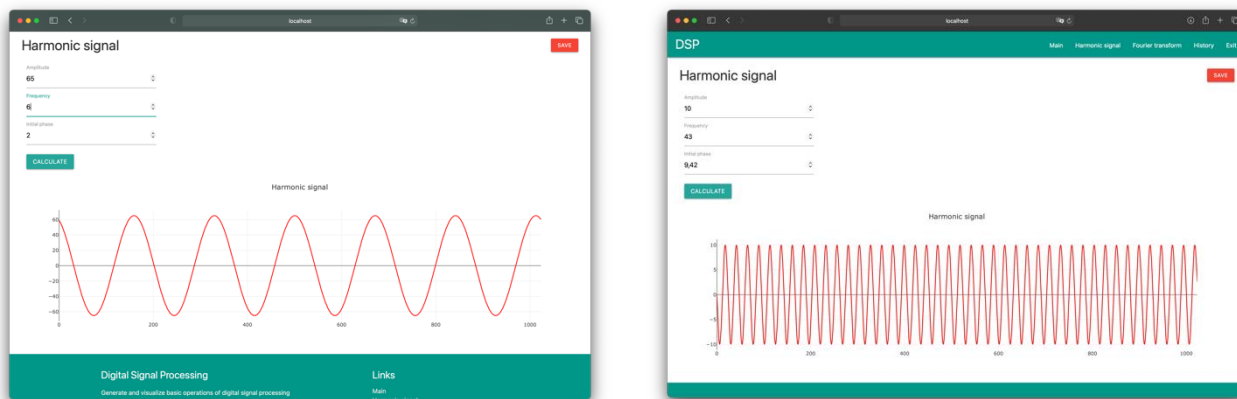 localhost
Harmonic signal
SAVE
Amplitude
65
Frequency
6
Initial phase
2
CALCULATE
Harmonic signal
60
40
20
0
−20
−40
−60
0 200 400 600 800 1000
Digital Signal Processing
Generate and visualize basic operations of digital signal processing
Links
Main
localhost
DSP Main Harmonic signal Fourier transform History Exit
Harmonic signal
SAVE
Amplitude
10
Frequency
43
Initial phase
9,42
CALCULATE
Harmonic signal
10
5
0
−5
−10
0 200 400 600 800 1000